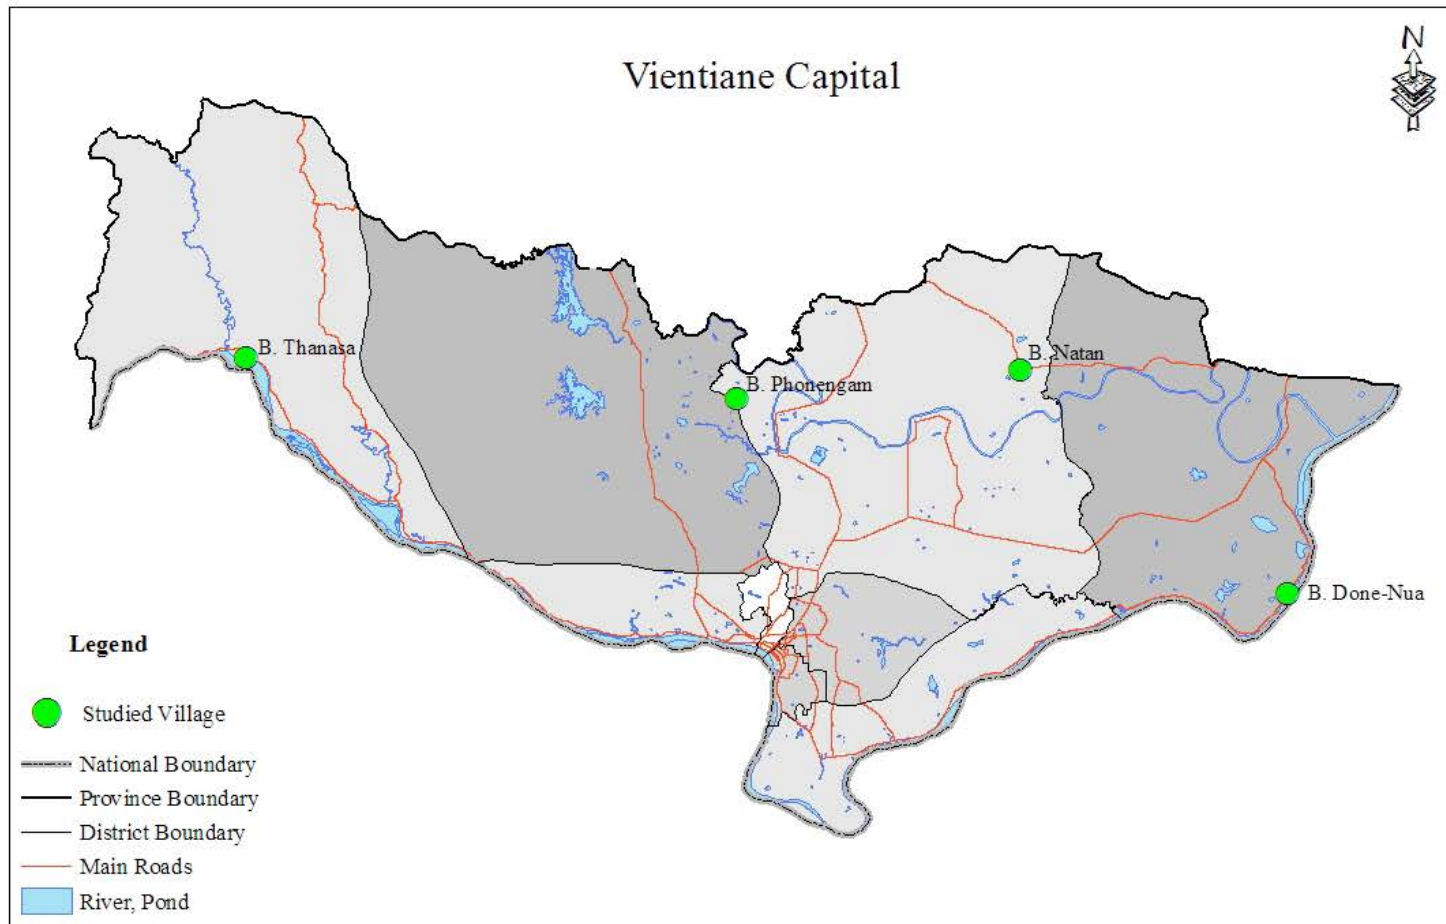 N
Vientiane Capital
B. Thanasa
B. Natan
B. Phonengam
B. Done-Nua
Legend
Studied Village
National Boundary
Province Boundary
District Boundary
Main Roads
River, Pond